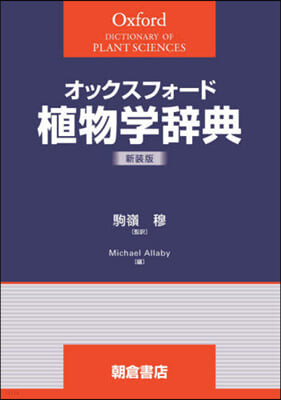 Oxford
DICTIONARY OF
PLANT SCIENCES
オックスフォード
植物学辞典
新装版
駒嶺 穆
[監訳]
Michael Allaby
[編]
朝倉書店